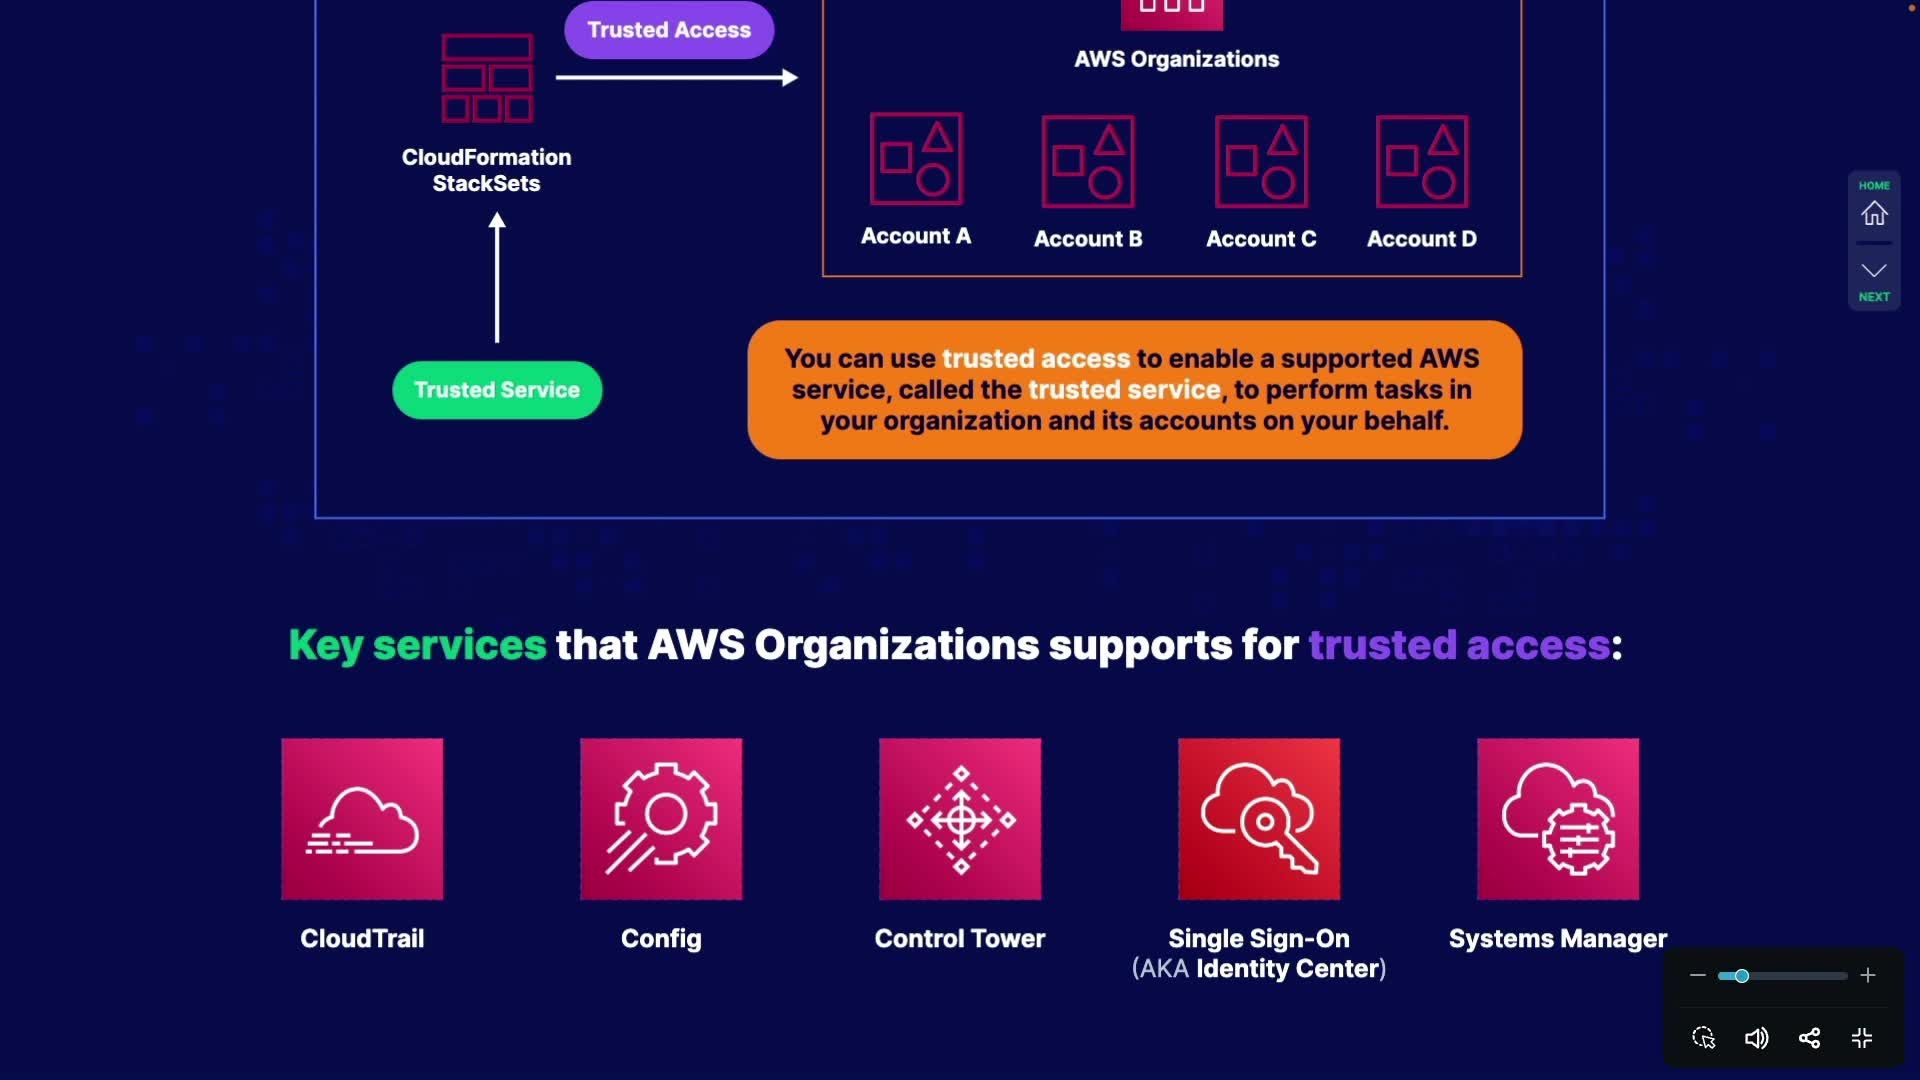 Trusted Access
AWS Organizations
CloudFormation
StackSets
Account A
Account B
Account C
Account D
Trusted Service
You can use trusted access to enable a supported AWS
service, called the trusted service, to perform tasks in
your organization and its accounts on your behalf.
HOME
NEXT
Key services that AWS Organizations supports for trusted access:
CloudTrail
Config
Control Tower
Single Sign-On
(AKA Identity Center)
Systems Manager